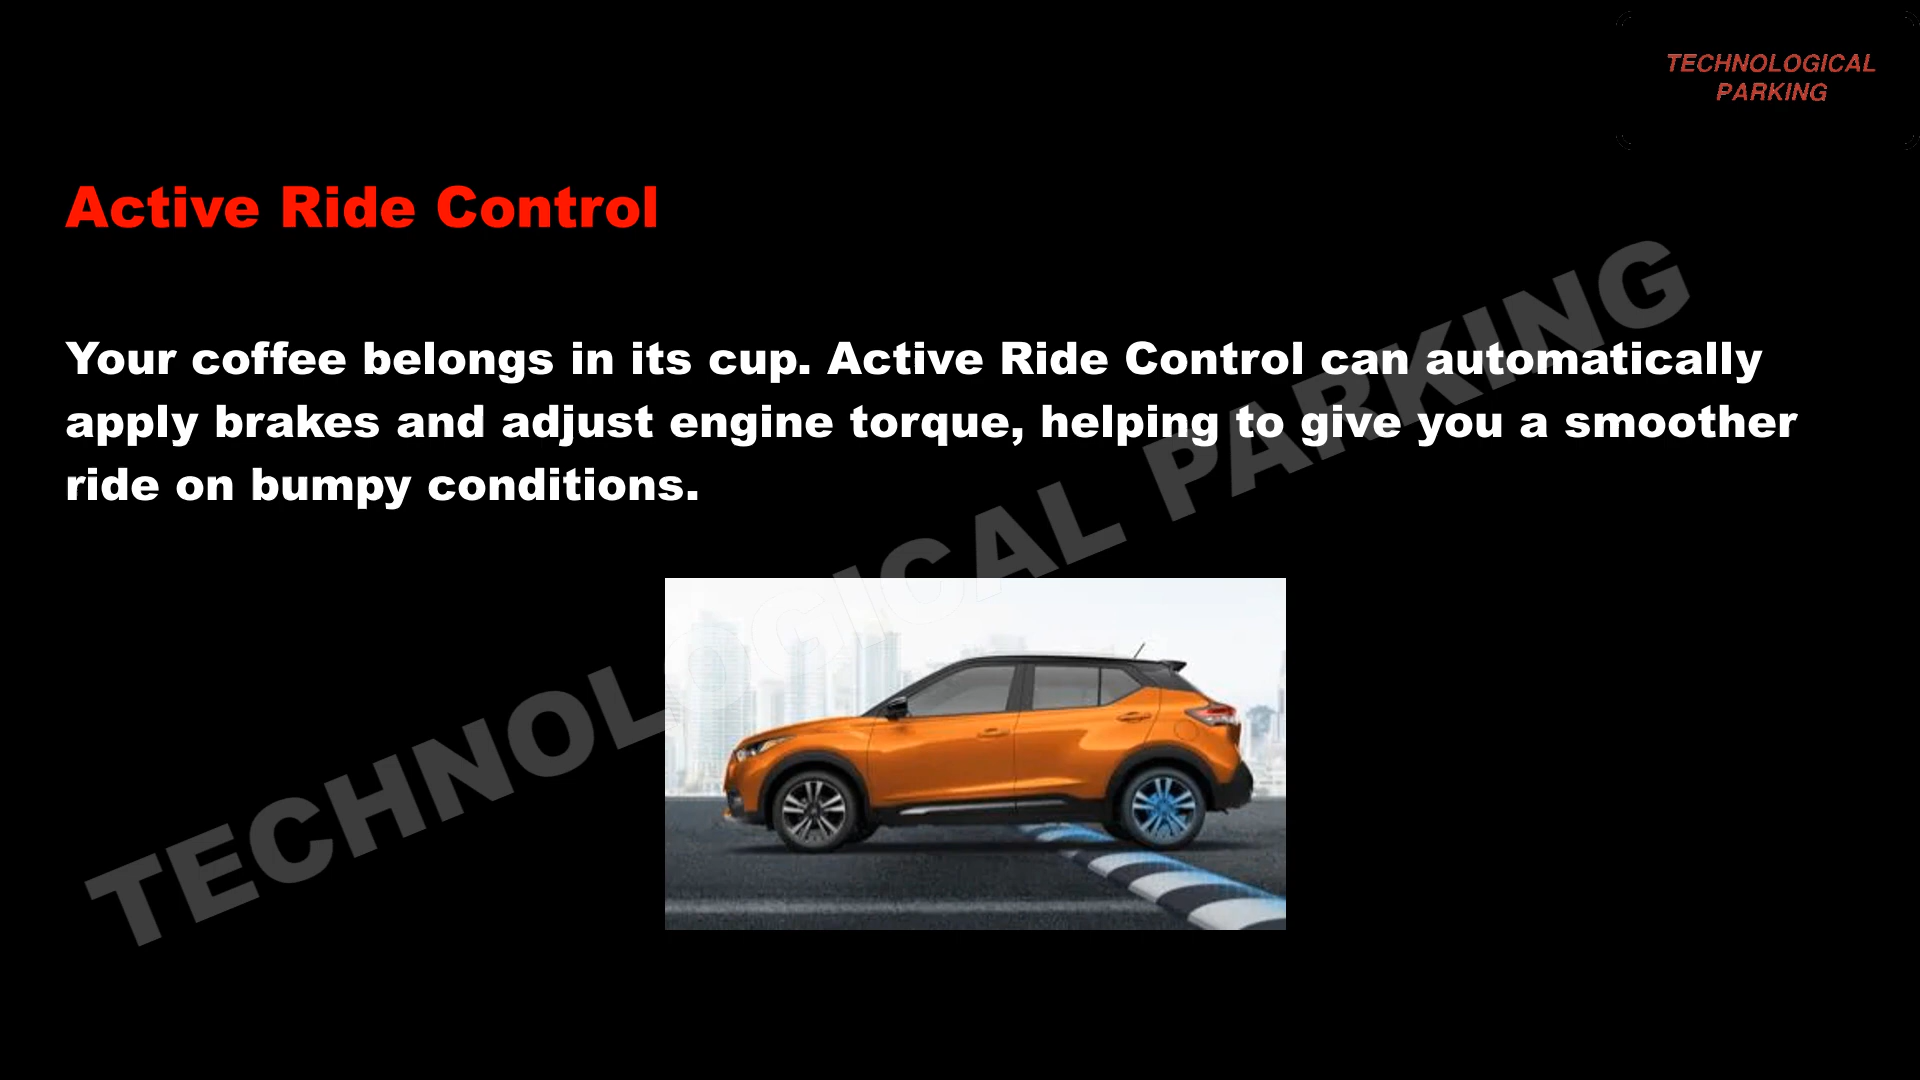 TECHNOLOGICAL
PARKING
Active Ride Control
Your coffee belongs in its cup. Active Ride Control can automatically
apply brakes and adjust engine torque, helping to give you a smoother
ride on bumpy conditions.
TECHNOLOGICAL PARKING